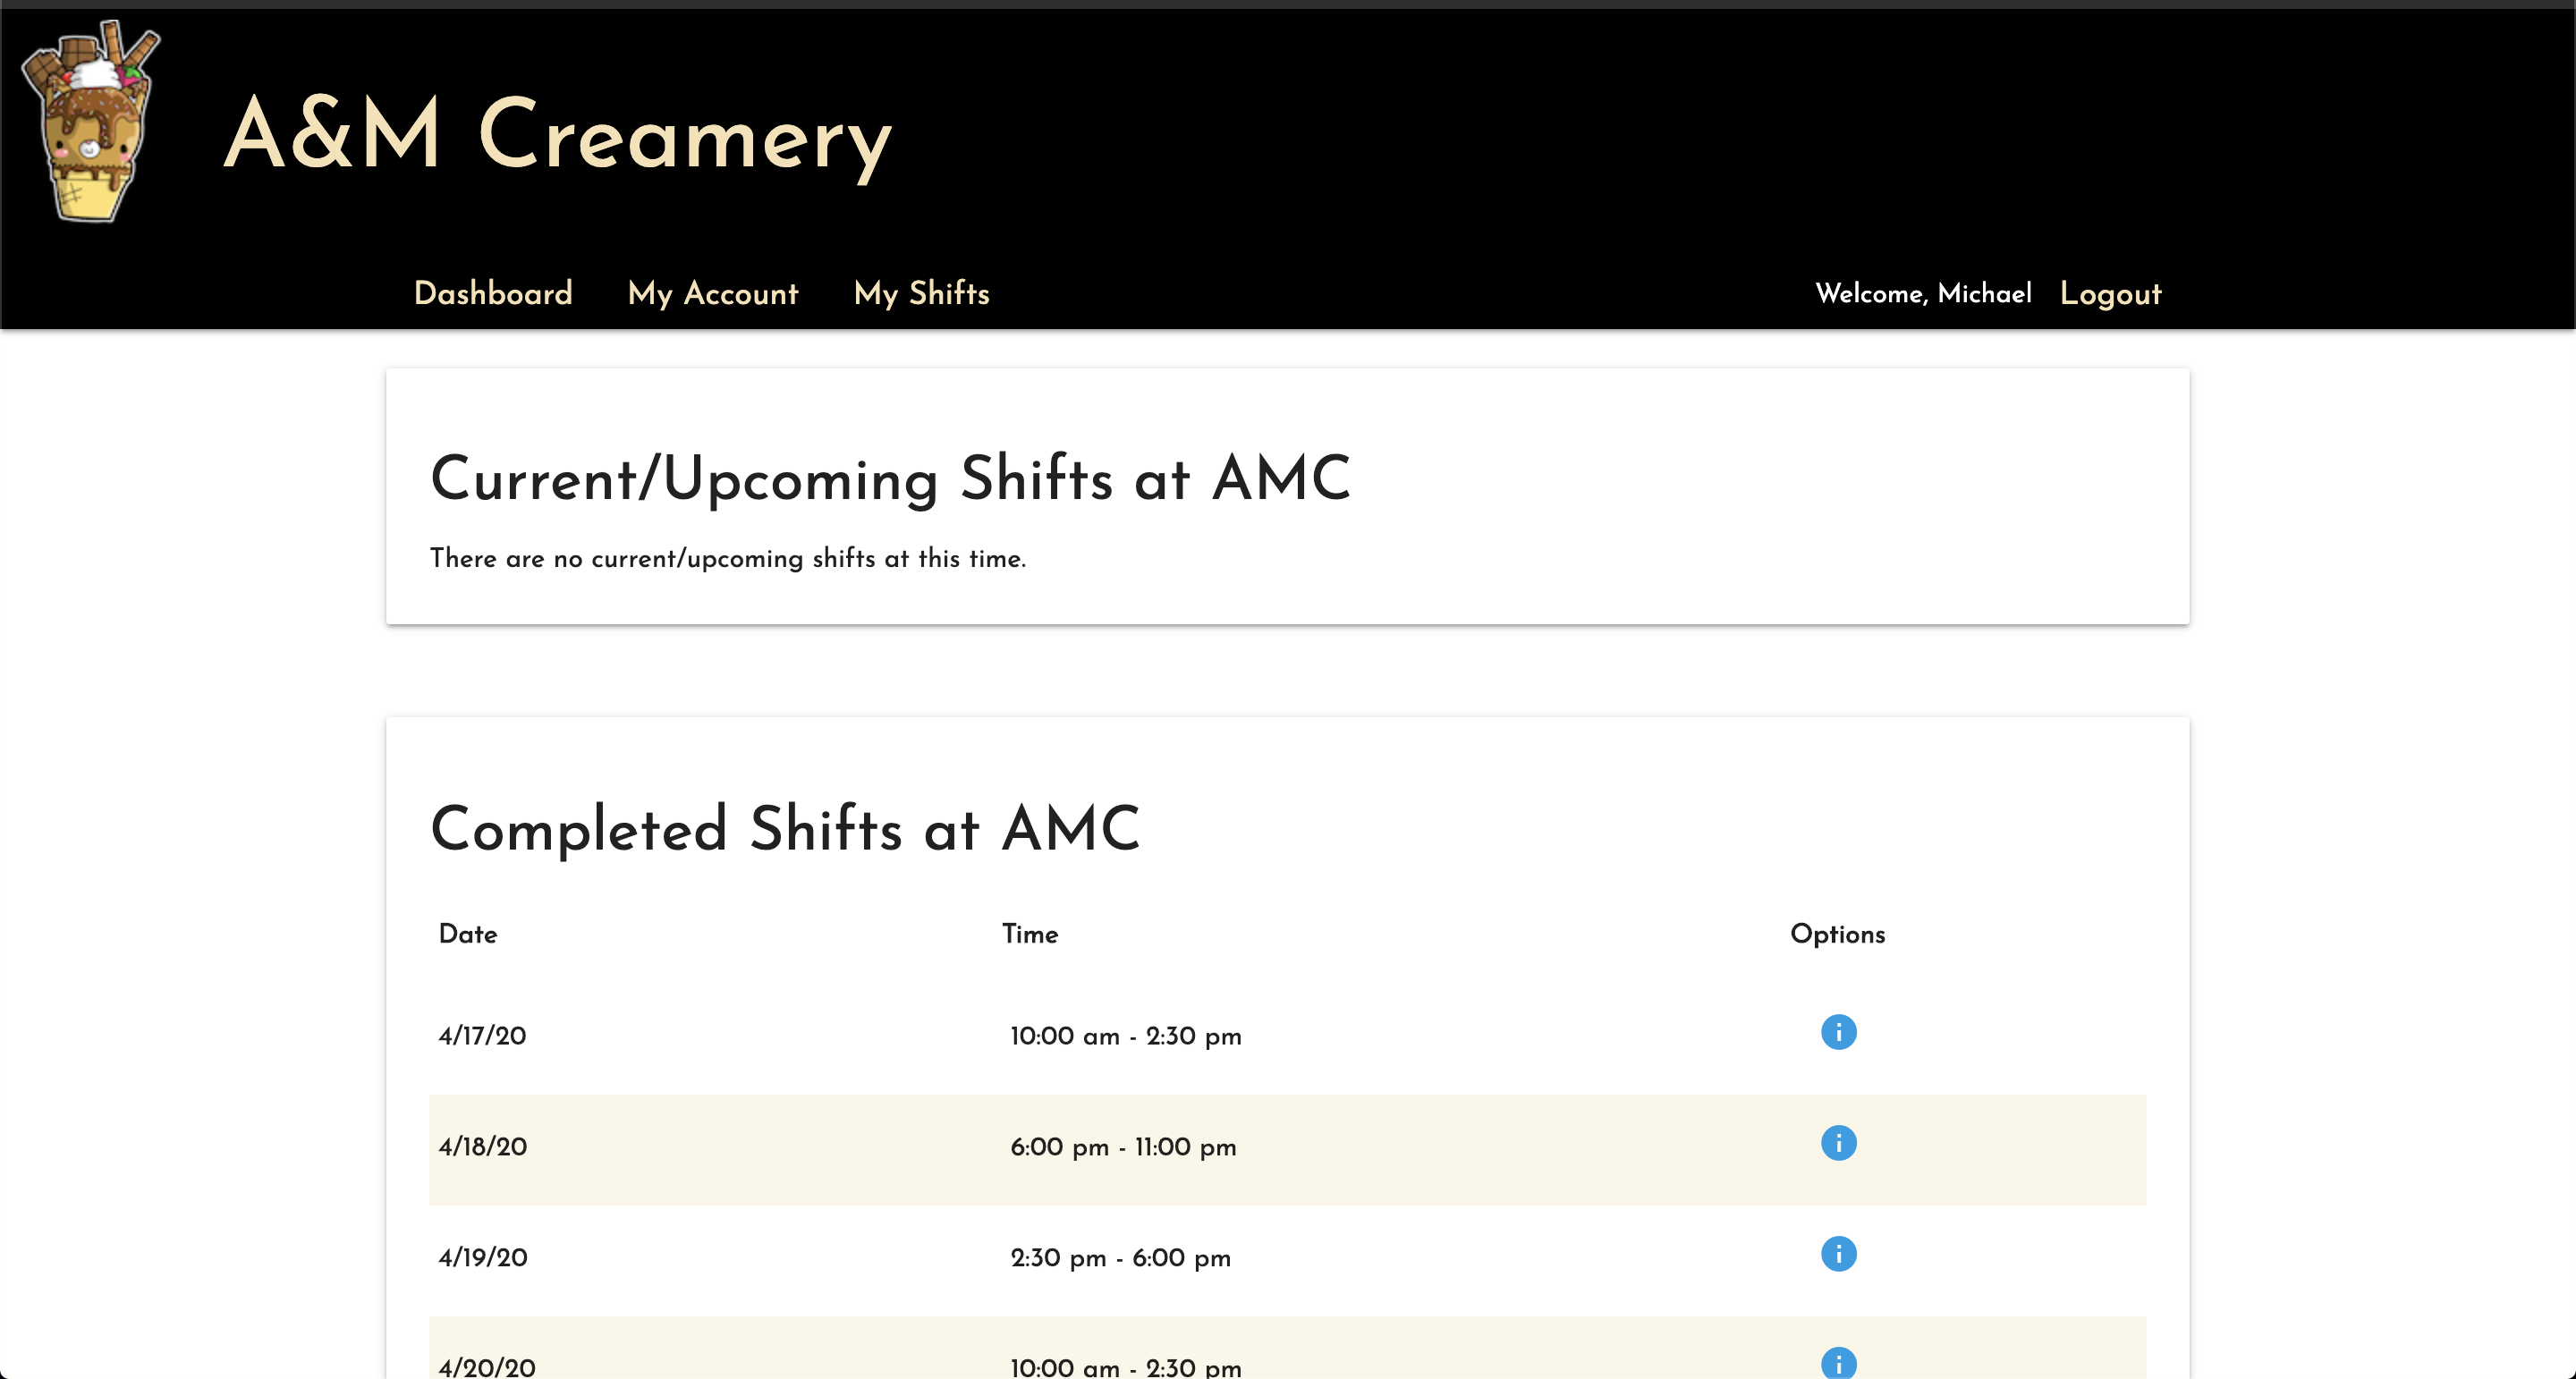 A&M Creamery
Dashboard My Account My Shifts Welcome, Michael Logout
Current/Upcoming Shifts at AMC
There are no current/upcoming shifts at this time.
Completed Shifts at AMC
Date Time Options
4/17/20 10:00 am - 2:30 pm
4/18/20 6:00 pm - 11:00 pm
4/19/20 2:30 pm - 6:00 pm
4/20/20 10:00 am - 2:30 pm